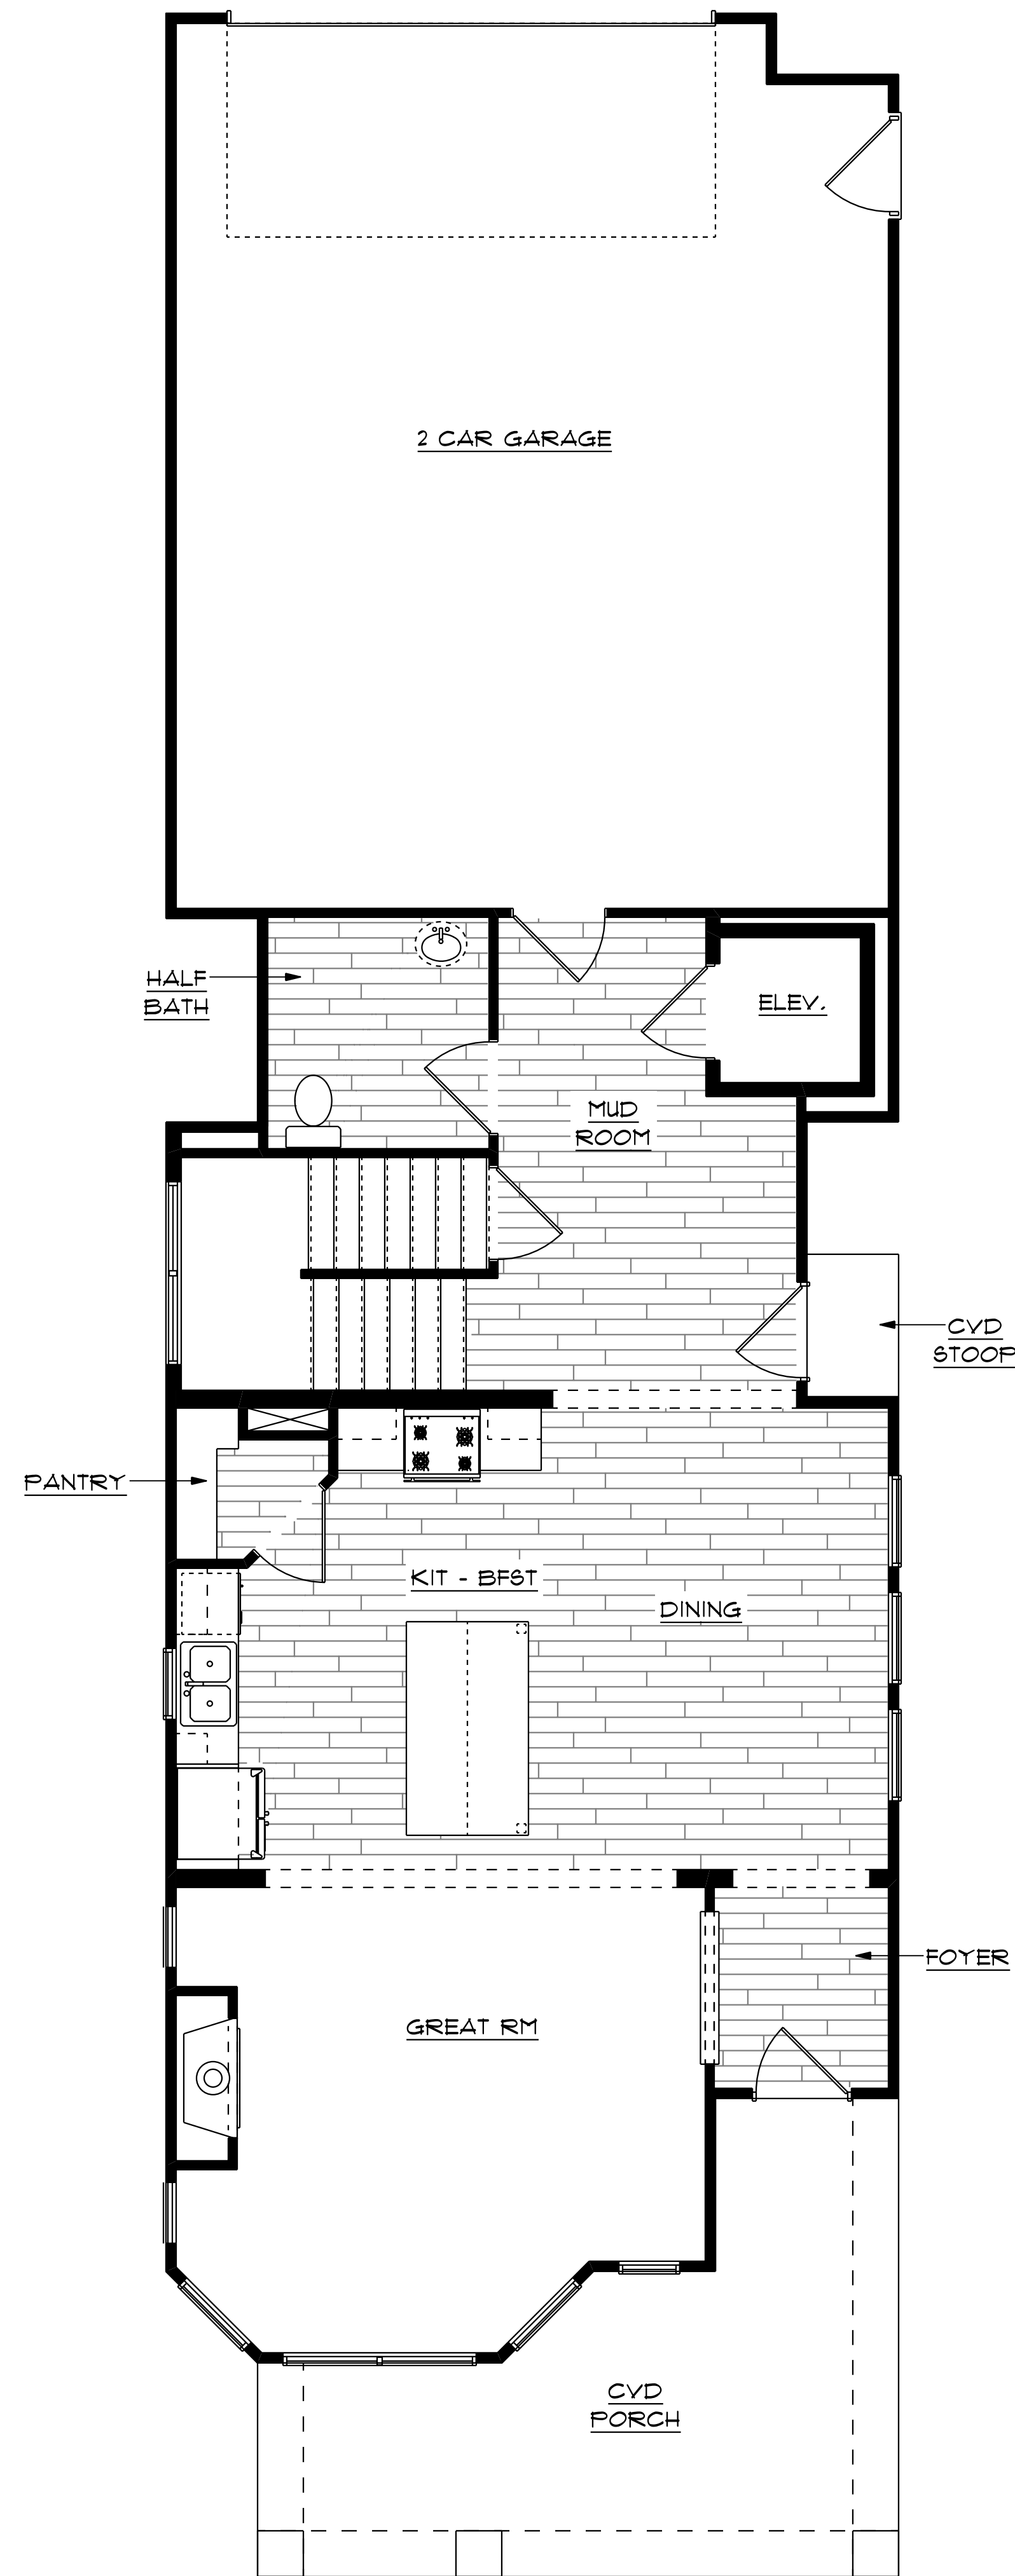 2 CAR GARAGE
HALF
BATH
ELEV.
MUD
ROOM
CVD
STOOP
PANTRY
KIT - BFST
DINING
FOYER
GREAT RM
CVD
PORCH